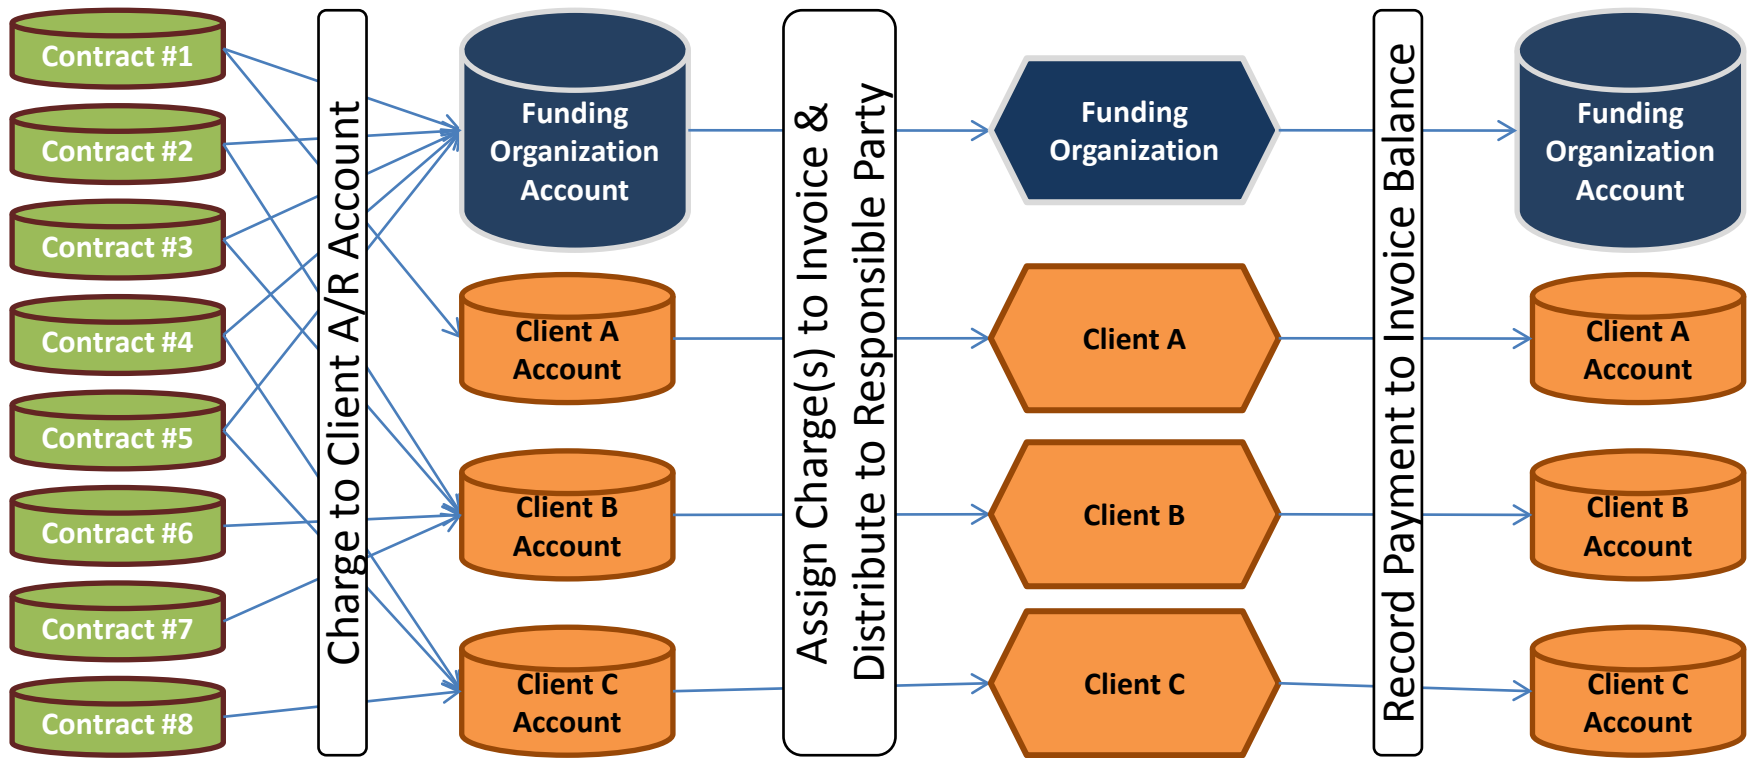 Contract #1
Contract #2
Contract #3
Contract #4
Contract #5
Contract #6
Contract #7
Contract #8
Charge to Client A/R Account
Funding
Organization
Account
Client A
Account
Client B
Account
Client C
Account
Assign Charge(s) to Invoice &
Distribute to Responsible Party
Funding
Organization
Client A
Client B
Client C
Record Payment to Invoice Balance
Funding
Organization
Account
Client A
Account
Client B
Account
Client C
Account